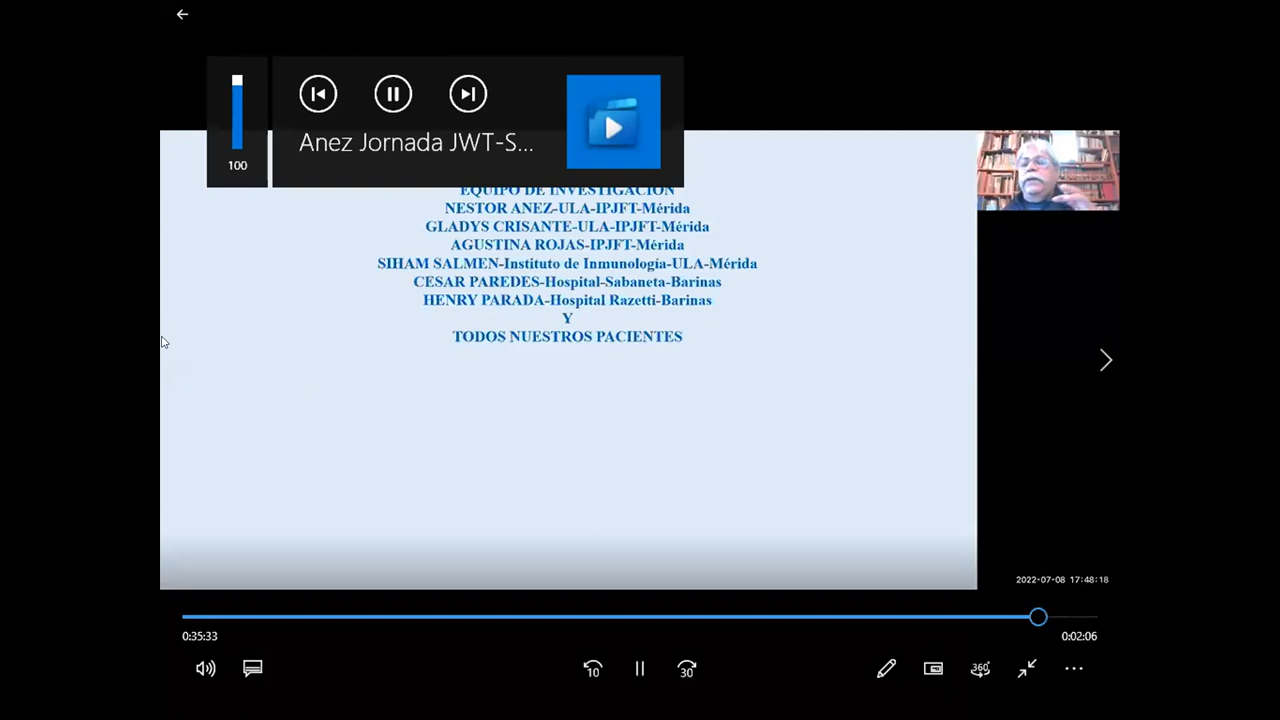 100
Anez Jornada JWT-S...
EQUIPO DE INVESTIGACION
NESTOR ANEZ-ULA-IPJFT-Mérida
GLADYS CRISANTE-ULA-IPJFT-Mérida
AGUSTINA ROJAS-IPJFT-Mérida
SIHAM SALMEN-Instituto de Inmunología-ULA-Mérida
CESAR PAREDES-Hospital-Sabaneta-Barinas
HENRY PARADA-Hospital Razetti-Barinas
Y
TODOS NUESTROS PACIENTES
2022-07-08 17:48:18
0:35:33
0:02:06
10
30
360°